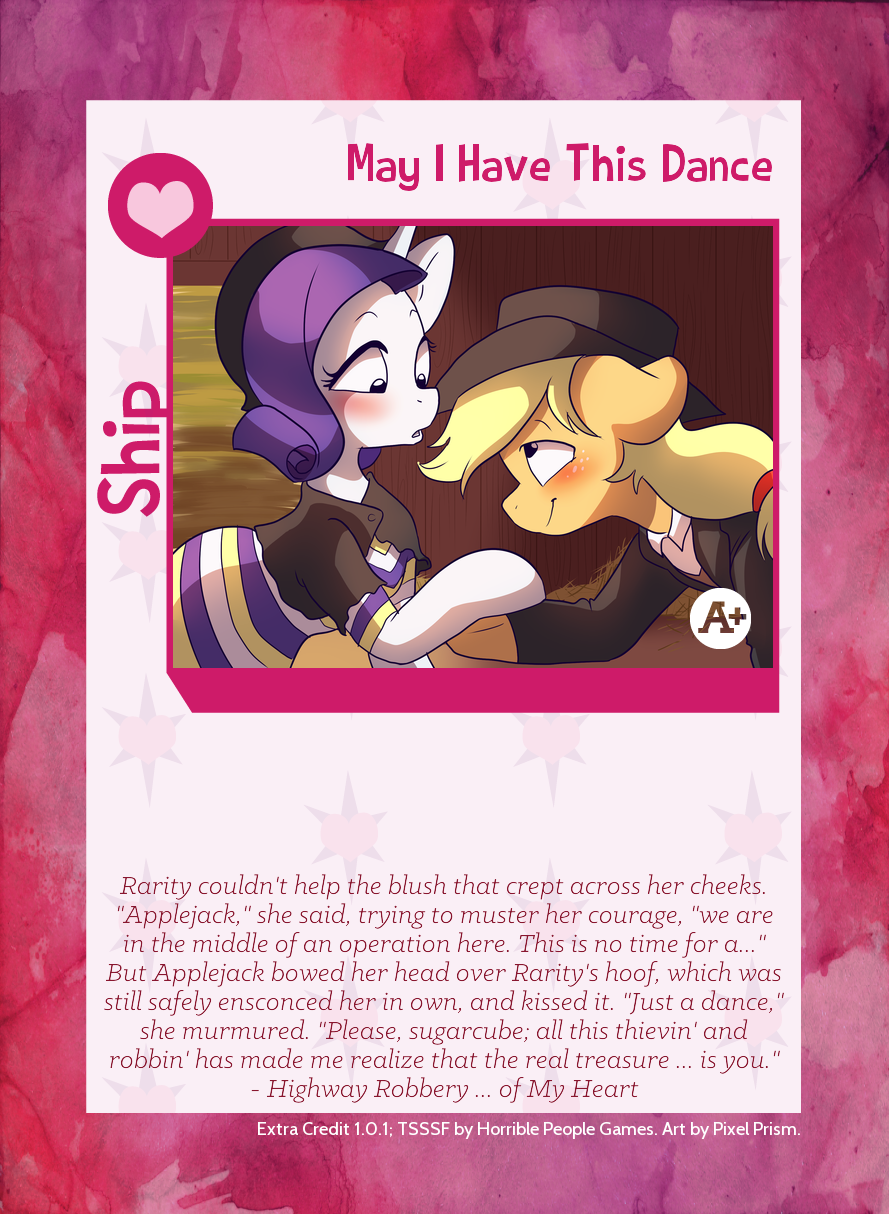 May I Have This Dance
Ship
A+
Rarity couldn't help the blush that crept across her cheeks.
"Applejack," she said, trying to muster her courage, "we are
in the middle of an operation here. This is no time for a..."
But Applejack bowed her head over Rarity's hoof, which was
still safely ensconced her in own, and kissed it. "Just a dance,"
she murmured. "Please, sugarcube; all this thievin' and
robbin' has made me realize that the real treasure ... is you."
- Highway Robbery ... of My Heart
Extra Credit 1.0.1; TSSSF by Horrible People Games. Art by Pixel Prism.